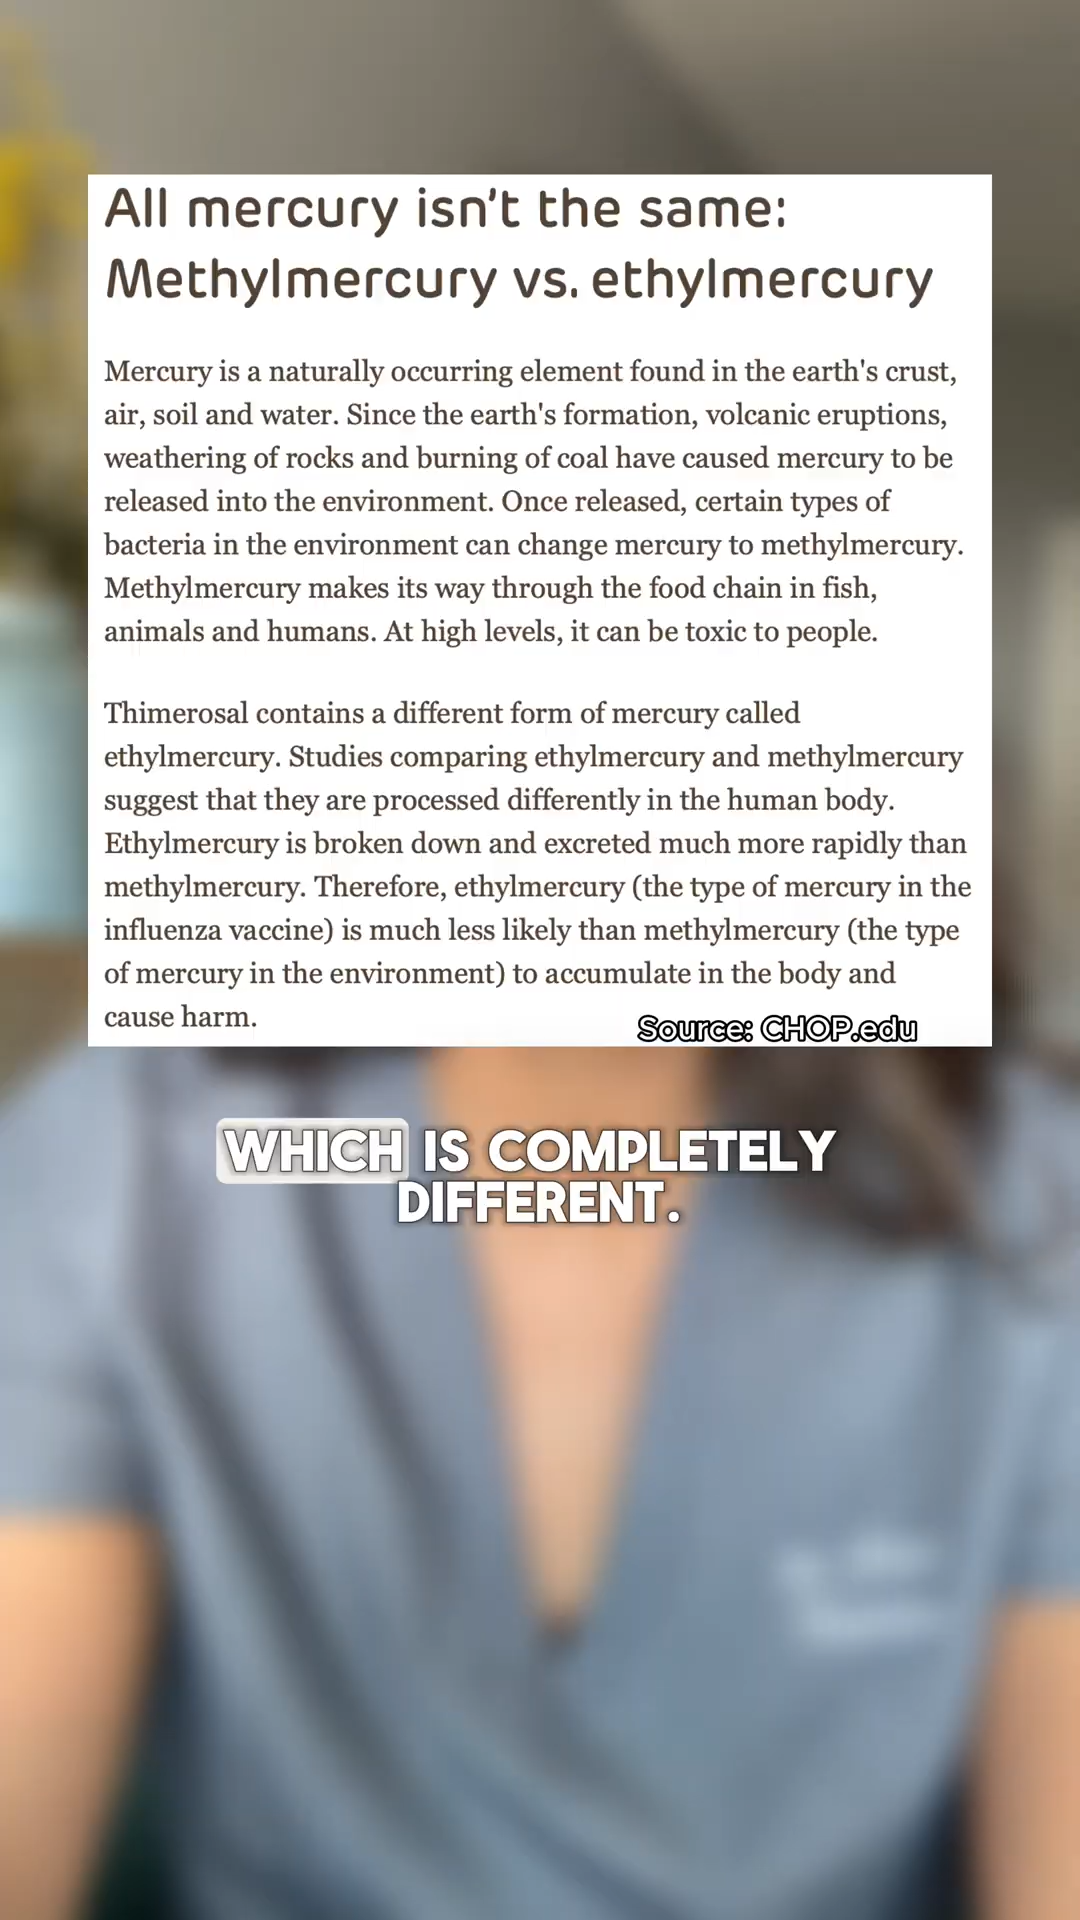 All mercury isn't the same:
Methylmercury vs. ethylmercury
Mercury is a naturally occurring element found in the earth's crust,
air, soil and water. Since the earth's formation, volcanic eruptions,
weathering of rocks and burning of coal have caused mercury to be
released into the environment. Once released, certain types of
bacteria in the environment can change mercury to methylmercury.
Methylmercury makes its way through the food chain in fish,
animals and humans. At high levels, it can be toxic to people.
Thimerosal contains a different form of mercury called
ethylmercury. Studies comparing ethylmercury and methylmercury
suggest that they are processed differently in the human body.
Ethylmercury is broken down and excreted much more rapidly than
methylmercury. Therefore, ethylmercury (the type of mercury in the
influenza vaccine) is much less likely than methylmercury (the type
of mercury in the environment) to accumulate in the body and
cause harm.
Source: CHOP.edu
WHICH IS COMPLETELY
DIFFERENT.